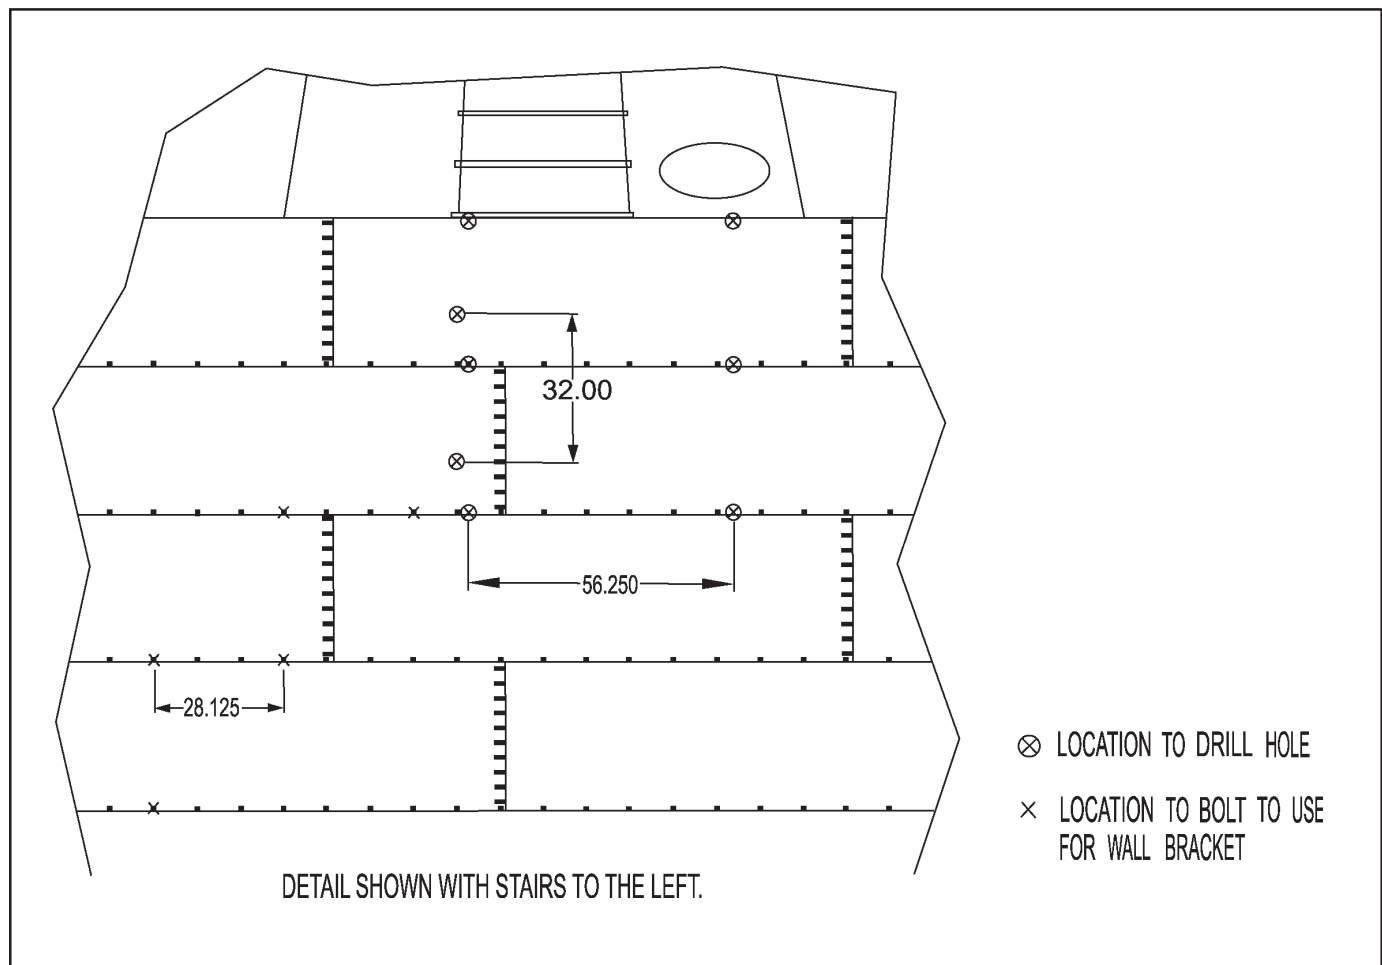 32.00
56.250
28.125
LOCATION TO DRILL HOLE
LOCATION TO BOLT TO USE
FOR WALL BRACKET
DETAIL SHOWN WITH STAIRS TO THE LEFT.